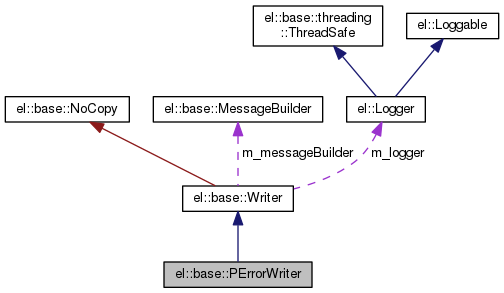 el::base::threading
::ThreadSafe
el::Loggable
el::base::NoCopy
el::base::MessageBuilder
el::Logger
m_messageBuilder
m_logger
el::base::Writer
el::base::PErrorWriter